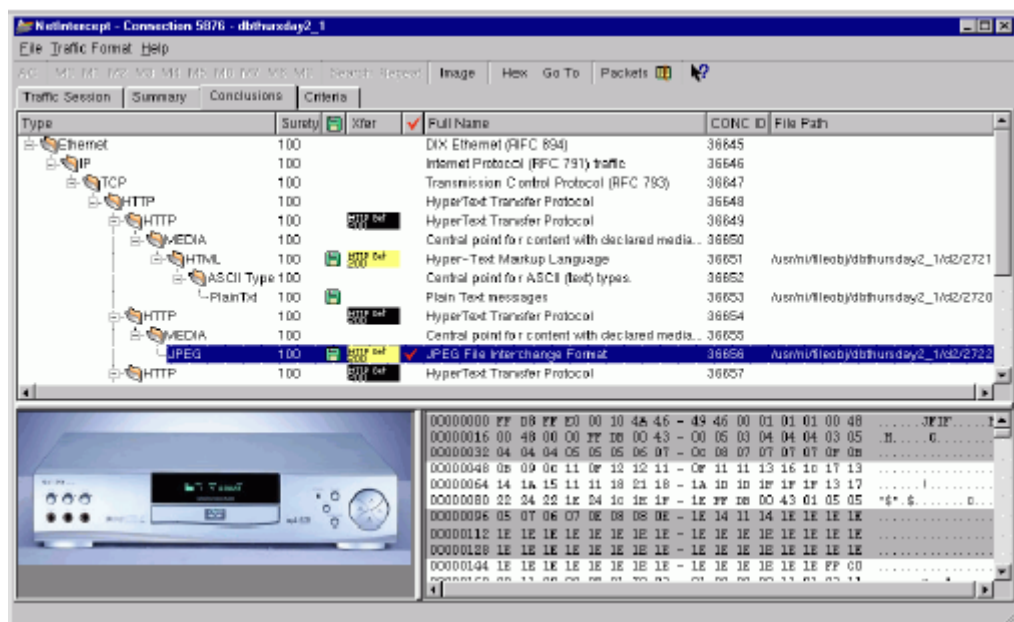 NetIntercept - Connection 5876 - dbthursday2_1
File Traffic Format Help
Image Hex Go To Packets
Traffic Session Summary Conclusions Criteria
Type Surety Xfer Full Name CONC ID File Path
Ethernet 100 DIX Ethernet (RFC 894) 36645
IP 100 Internet Protocol (RFC 791) traffic 36646
TCP 100 Transmission Control Protocol (RFC 793) 36647
HTTP 100 HyperText Transfer Protocol 36648
HTTP 100 HTTP Get 200 HyperText Transfer Protocol 36649
MEDIA 100 Central point for content with declared media... 36650
HTML 100 HTTP Get 200 Hyper-Text Markup Language 36651 /usr/ni/fileobj/dbthursday2_1/d2/2721
ASCII Type 100 Central point for ASCII (text) types. 36652
PlainTxt 100 Plain Text messages 36653 /usr/ni/fileobj/dbthursday2_1/d2/2720
HTTP 100 HTTP Get 200 HyperText Transfer Protocol 36654
MEDIA 100 Central point for content with declared media... 36655
JPEG 100 HTTP Get 200 JPEG File Interchange Format 36656 /usr/ni/fileobj/dbthursday2_1/d2/2722
HTTP 100 HTTP Get 200 HyperText Transfer Protocol 36657
00000000 FF D8 FF E0 00 10 4A 46 - 49 46 00 01 01 01 00 48 ......JFIF
00000016 00 48 00 00 FF DB 00 43 - 00 05 03 04 04 04 03 05
00000032 04 04 04 05 05 05 06 07 - 0C 08 07 07 07 07 0F 0B
00000048 0B 09 0C 11 0F 12 12 11 - 0F 11 11 13 16 1C 17 13
00000064 14 1A 15 11 11 18 21 18 - 1A 1D 1D 1F 1F 1F 13 17
00000080 22 24 22 1E 24 1C 1E 1F - 1E FF DB 00 43 01 05 05
00000096 05 07 06 07 0E 08 08 0E - 1E 14 11 14 1E 1E 1E 1E
00000112 1E 1E 1E 1E 1E 1E 1E 1E - 1E 1E 1E 1E 1E 1E 1E 1E
00000128 1E 1E 1E 1E 1E 1E 1E 1E - 1E 1E 1E 1E 1E 1E 1E 1E
00000144 1E 1E 1E 1E 1E 1E 1E 1E - 1E 1E 1E 1E 1E 1E FF C0